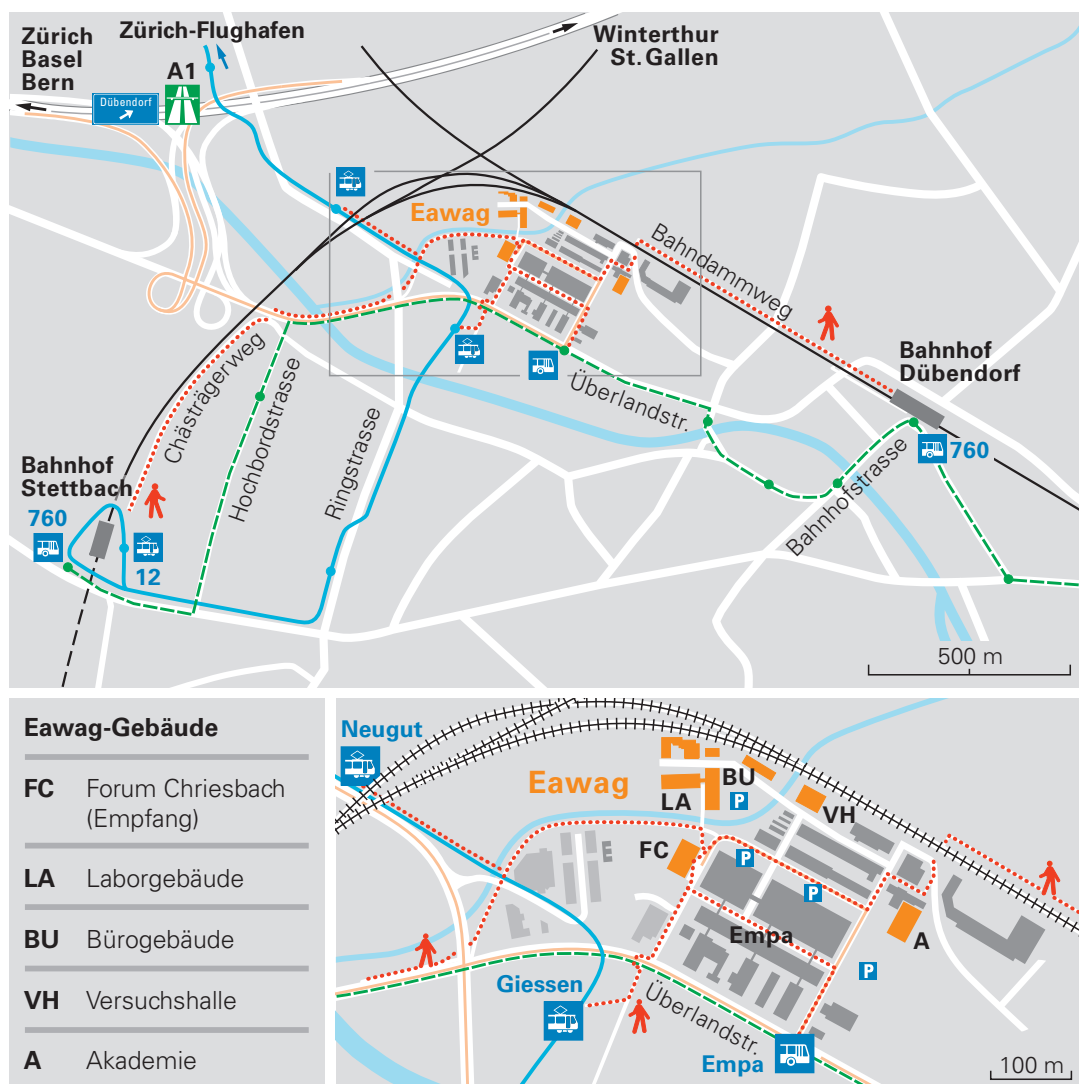 Zürich
Basel
Bern
Zürich-Flughafen
A1
Dübendorf
Winterthur
St. Gallen
Eawag
Bahndammweg
Bahnhof
Dübendorf
760
Überlandstr.
Chästrägerweg
Hochbordstrasse
Ringstrasse
Bahnhofstrasse
Bahnhof
Stettbach
760
12
500 m
Eawag-Gebäude
FC Forum Chriesbach
(Empfang)
LA Laborgebäude
BU Bürogebäude
VH Versuchshalle
A Akademie
Neugut
Eawag
BU
LA
P
VH
FC
P
P
Empa
A
P
Giessen
Überlandstr.
Empa
100 m